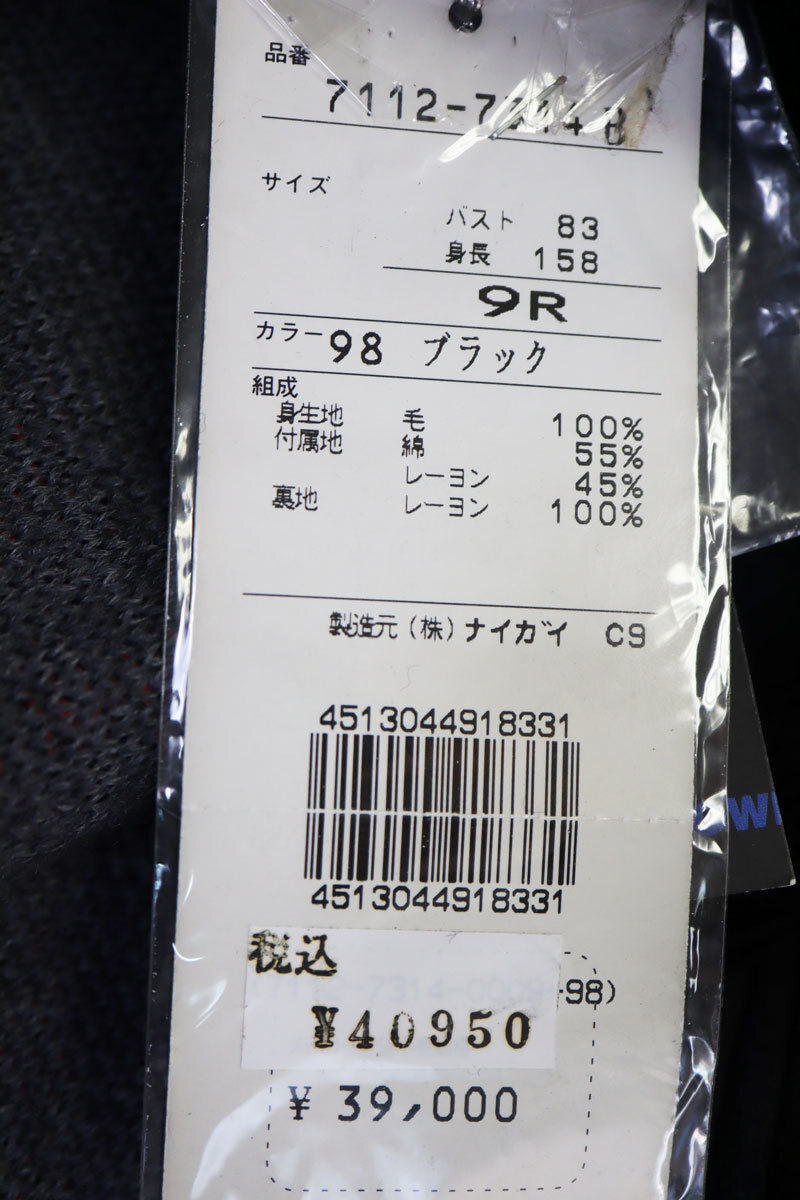 品番
7112-7314 B
サイズ
バスト 83
身長 158
9R
カラー 98 ブラック
組成
身生地 毛 100%
付属地 綿 55%
レーヨン 45%
裏地 レーヨン 100%
製造元(株)ナイガイ C9
4513044918331
4513044918331
税込
-98)
¥40950
¥ 39,000